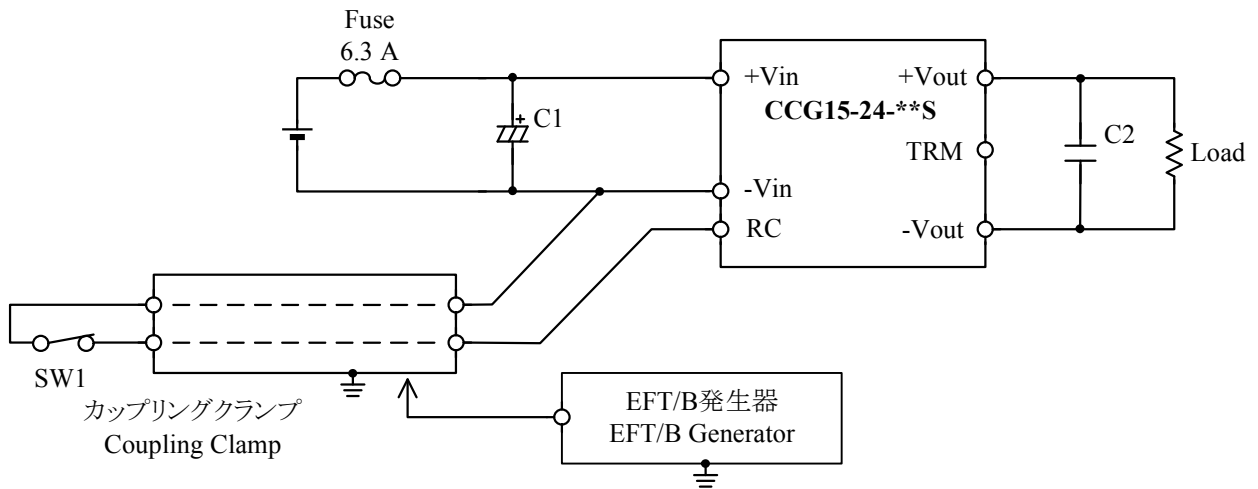 Fuse
6.3 A
+Vin
+Vout
CCG15-24-**S
+
C1
C2
TRM
Load
-Vin
RC
-Vout
SW1
カップリングクランプ
Coupling Clamp
EFT/B発生器
EFT/B Generator